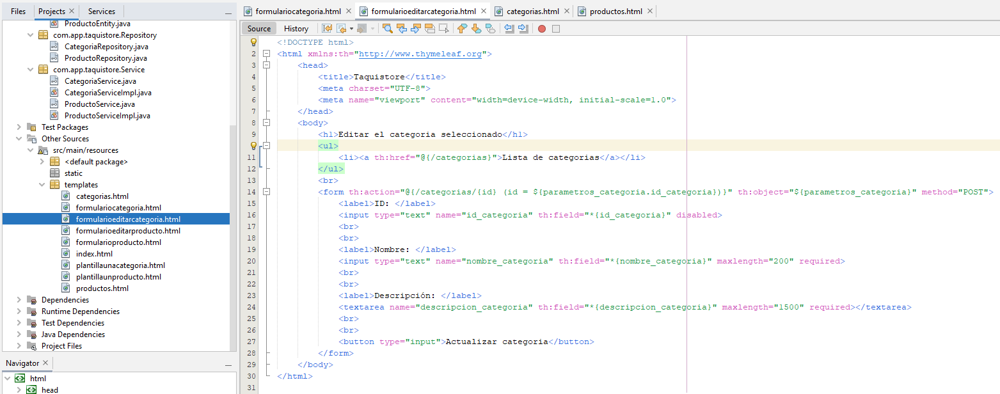 Files Projects Services
ProductoEntity.java
com.app.taquistore.Repository
CategoriaRepository.java
ProductoRepository.java
com.app.taquistore.Service
CategoriaService.java
CategoriaServiceImpl.java
ProductoService.java
ProductoServiceImpl.java
Test Packages
Other Sources
src/main/resources
<default package>
static
templates
categorias.html
formulariocategoria.html
formularioeditarcategoria.html
formularioeditarproducto.html
formularioproducto.html
index.html
plantillaunacategoria.html
plantillaunproducto.html
productos.html
Dependencies
Runtime Dependencies
Test Dependencies
Java Dependencies
Project Files
Navigator
html
head
formulariocategoria.html formularioeditarcategoria.html categorias.html productos.html
Source History
<!DOCTYPE html>
2 <html xmlns:th="http://www.thymeleaf.org">
3 <head>
4 <title>Taquistore</title>
5 <meta charset="UTF-8">
6 <meta name="viewport" content="width=device-width, initial-scale=1.0">
7 </head>
8 <body>
9 <h1>Editar el categoria seleccionado</h1>
<ul>
11 <li><a th:href="@{/categorias}">Lista de categorias</a></li>
12 </ul>
13 <br>
14 <form th:action="@{/categorias/{id} (id = ${parametros_categoria.id_categoria})}" th:object="${parametros_categoria}" method="POST">
15 <label>ID: </label>
16 <input type="text" name="id_categoria" th:field="*{id_categoria}" disabled>
17 <br>
18 <br>
19 <label>Nombre: </label>
20 <input type="text" name="nombre_categoria" th:field="*{nombre_categoria}" maxlength="200" required>
21 <br>
22 <br>
23 <label>Descripción: </label>
24 <textarea name="descripcion_categoria" th:field="*{descripcion_categoria}" maxlength="1500" required></textarea>
25 <br>
26 <br>
27 <button type="input">Actualizar categoria</button>
28 </form>
29 </body>
30 </html>
31